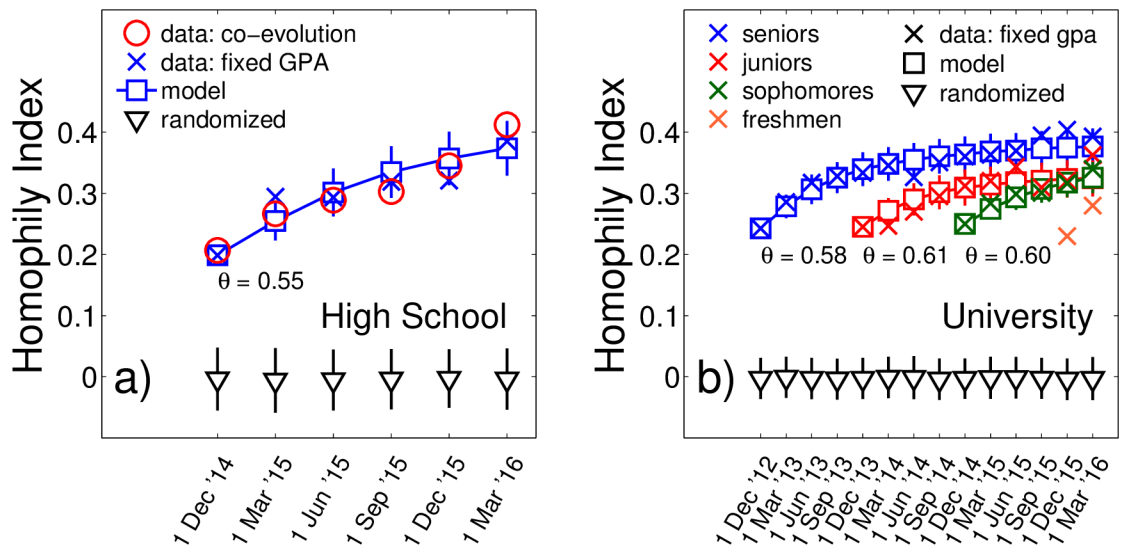 data: co−evolution
data: fixed GPA
model
randomized
Homophily Index
0.4
0.3
0.2
0.1
0
θ = 0.55
High School
a)
1 Dec '14
1 Mar '15
1 Jun '15
1 Sep '15
1 Dec '15
1 Mar '16
seniors
juniors
sophomores
freshmen
data: fixed gpa
model
randomized
Homophily Index
0.4
0.3
0.2
0.1
0
θ = 0.58
θ = 0.61
θ = 0.60
University
b)
1 Dec '12
1 Mar '13
1 Jun '13
1 Sep '13
1 Dec '13
1 Mar '14
1 Jun '14
1 Sep '14
1 Dec '14
1 Mar '15
1 Jun '15
1 Sep '15
1 Dec '15
1 Mar '16